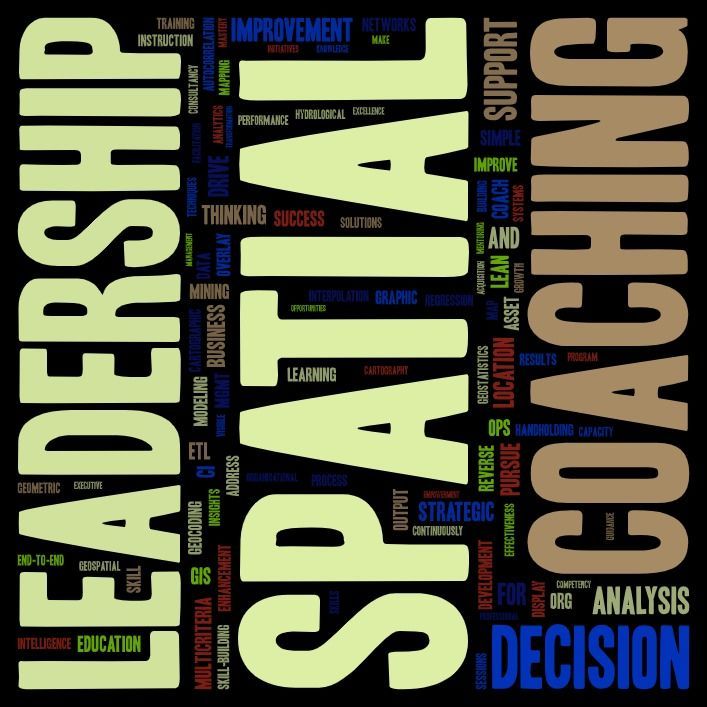 LEADERSHIP
SPATIAL
COACHING
TRAINING
INSTRUCTION
CONSULTANCY
AUTOCORRELATION
MASTERY
MAPPING
IMPROVEMENT
INITIATIVES
KNOWLEDGE
NETWORKS
MAKE
SUPPORT
FACILITATION
ANALYTICS
TRANSFORMATION
PERFORMANCE
HYDROLOGICAL
EXCELLENCE
SIMPLE
IMPROVE
TECHNIQUES
DRIVE
THINKING
SUCCESS
SOLUTIONS
BUILDING
COACH
SYSTEMS
MENTORING
AND
MANAGEMENT
DATA
OVERLAY
MINING
ACQUISITION
LEAN
GROWTH
INTERPOLATION
GRAPHIC
REGRESSION
OPPORTUNITIES
MAP
ASSET
CARTOGRAPHIC
BUSINESS
LEARNING
CARTOGRAPHY
GEOSTATISTICS
LOCATION
RESULTS
PROGRAM
MODELING
VISIBLE
MGMT
OPS
HANDHOLDING
CAPACITY
ETL
CI
ADDRESS
ORGANIZATIONAL
PROCESS
REVERSE
PURSUE
GEOMETRIC
EXECUTIVE
GEOCODING
INSIGHTS
OUTPUT
EMPOWERMENT
STRATEGIC
CONTINUOUSLY
EFFECTIVENESS
GUIDANCE
END-TO-END
GEOSPATIAL
SKILL
GIS
ENHANCEMENT
DEVELOPMENT
FOR
DISPLAY
COMPETENCY
ORG
ANALYSIS
PROFESSIONAL
INTELLIGENCE
EDUCATION
MULTICRITERIA
SKILL-BUILDING
SKILLS
SESSIONS
DECISION